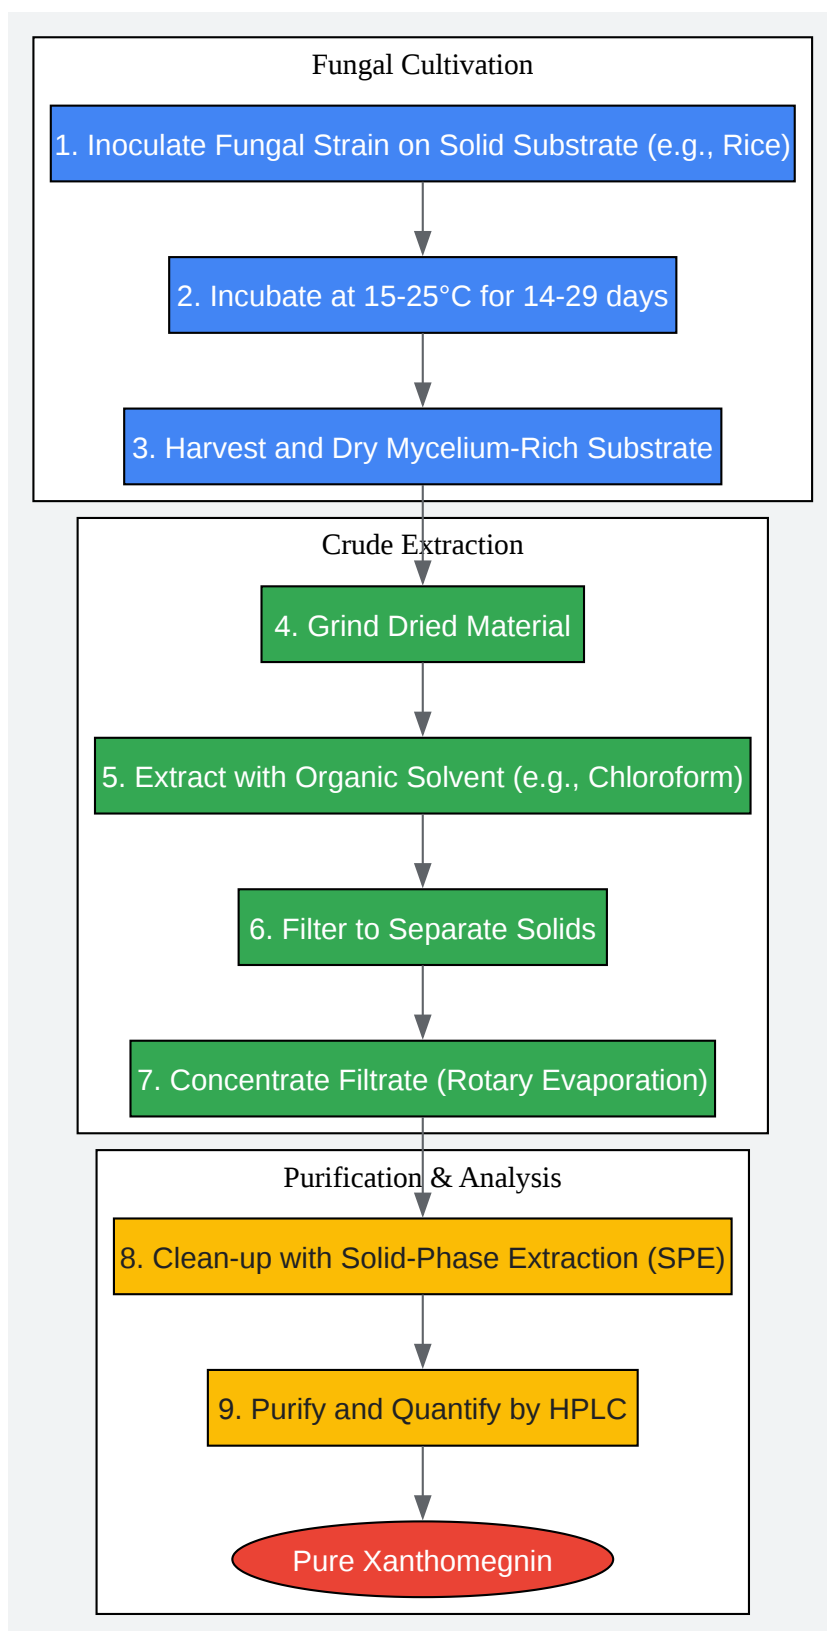 Fungal Cultivation
1. Inoculate Fungal Strain on Solid Substrate (e.g., Rice)
2. Incubate at 15-25°C for 14-29 days
3. Harvest and Dry Mycelium-Rich Substrate
Crude Extraction
4. Grind Dried Material
5. Extract with Organic Solvent (e.g., Chloroform)
6. Filter to Separate Solids
7. Concentrate Filtrate (Rotary Evaporation)
Purification & Analysis
8. Clean-up with Solid-Phase Extraction (SPE)
9. Purify and Quantify by HPLC
Pure Xanthomegnin